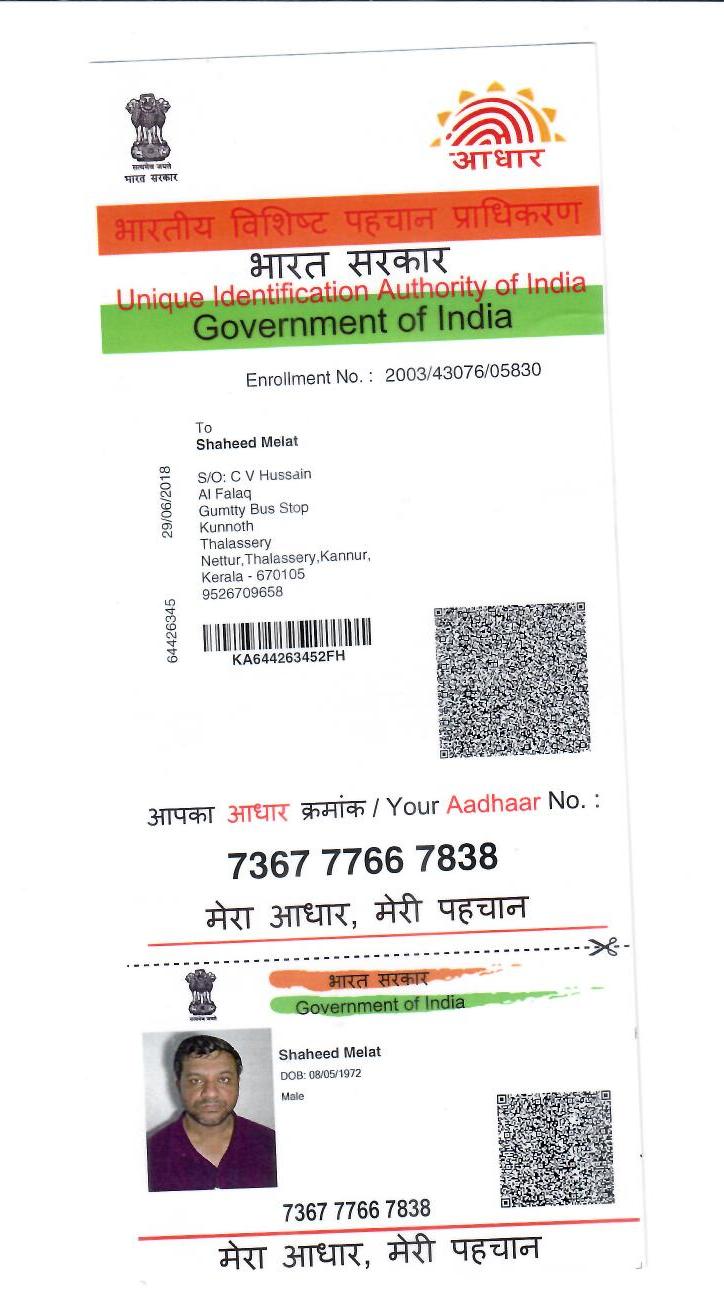 सत्यमेव जयते
भारत सरकार
आधार
भारतीय विशिष्ट पहचान प्राधिकरण
भारत सरकार
Unique Identification Authority of India
Government of India
Enrollment No. : 2003/43076/05830
To
Shaheed Melat
S/O: C V Hussain
Al Falaq
Gumtty Bus Stop
Kunnoth
Thalassery
Nettur,Thalassery,Kannur,
Kerala - 670105
9526709658
29/06/2018
64426345
KA644263452FH
आपका आधार क्रमांक / Your Aadhaar No. :
7367 7766 7838
मेरा आधार, मेरी पहचान
सत्यमेव जयते
भारत सरकार
Government of India
Shaheed Melat
DOB: 08/05/1972
Male
7367 7766 7838
मेरा आधार, मेरी पहचान